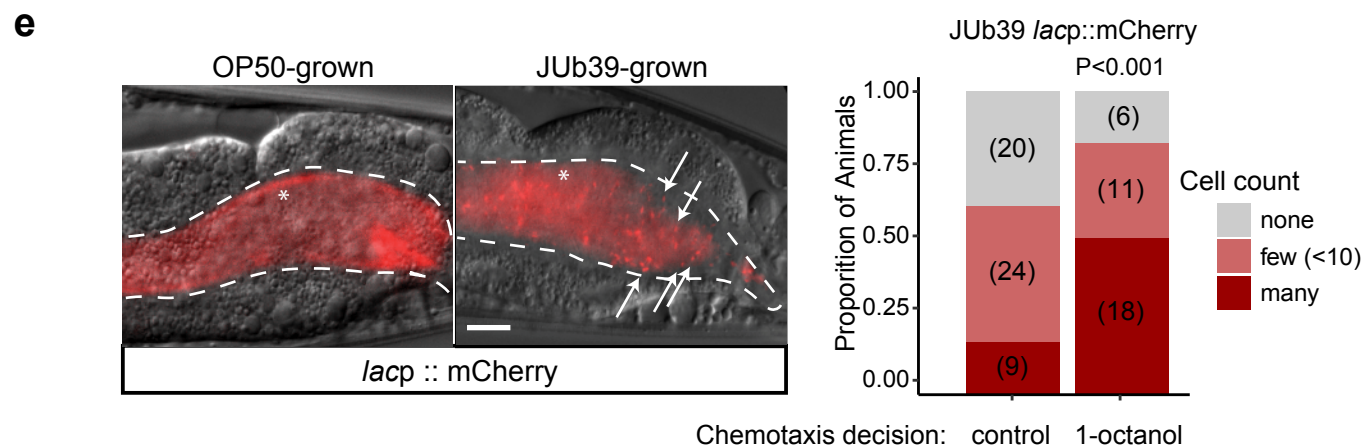 e
OP50-grown
JUb39-grown
*
*
lacp :: mCherry
JUb39 lacp::mCherry
P<0.001
Proportion of Animals
1.00
0.75
0.50
0.25
0.00
(20)
(24)
(9)
(6)
(11)
(18)
Cell count
none
few (<10)
many
Chemotaxis decision: control 1-octanol